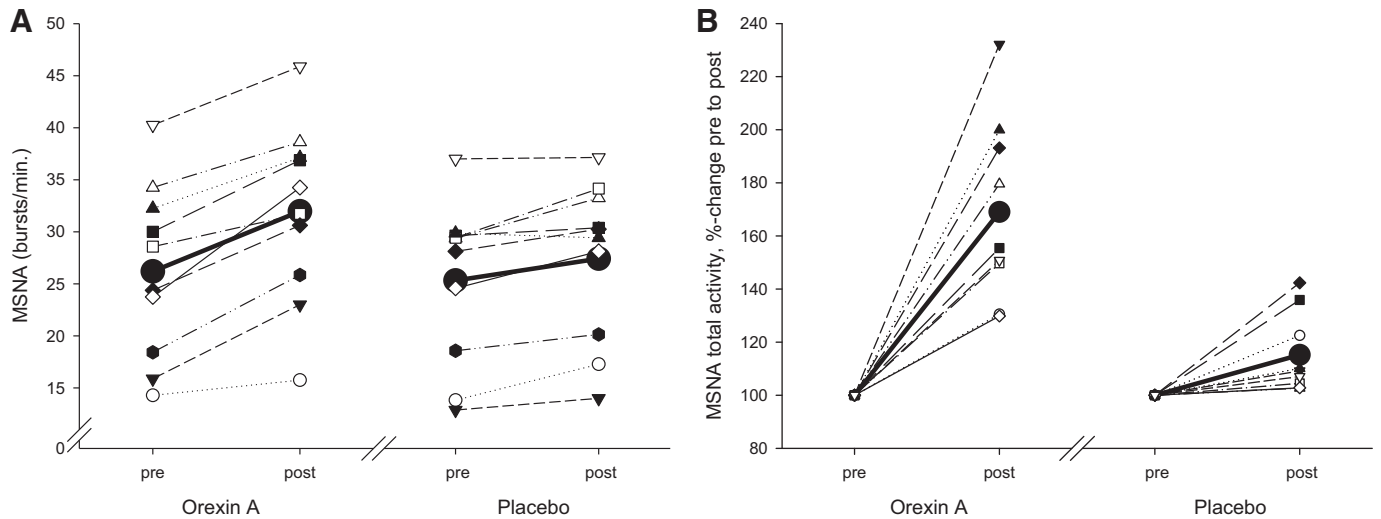 A
MSNA (bursts/min.)
50
45
40
35
30
25
20
15
0
pre
post
pre
post
Orexin A
Placebo
B
MSNA total activity, %-change pre to post
240
220
200
180
160
140
120
100
80
pre
post
pre
post
Orexin A
Placebo